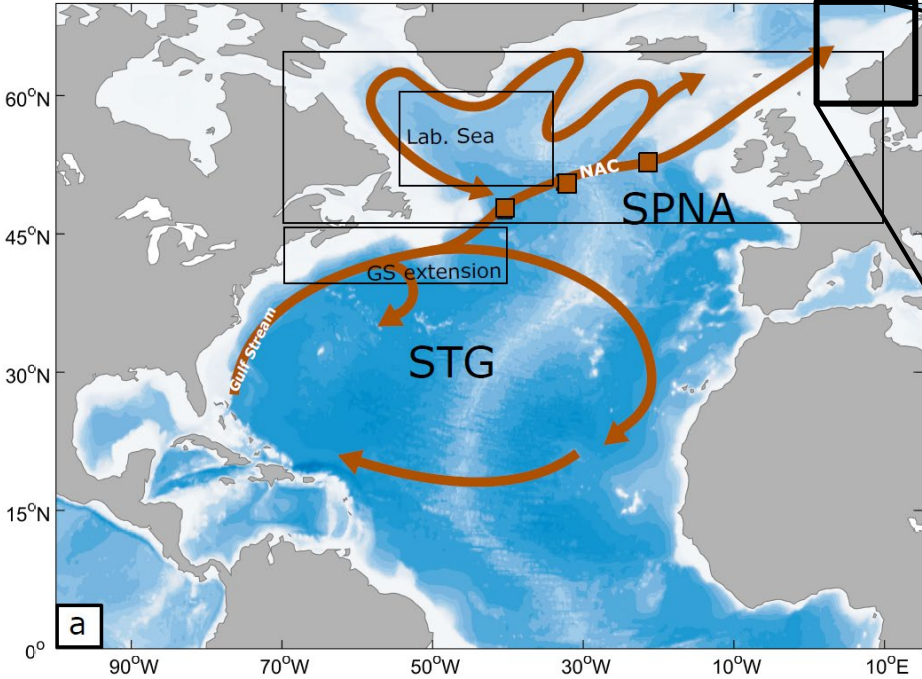 60°N
Lab. Sea
NAC
SPNA
45°N
GS extension
Gulf Stream
STG
30°N
15°N
a
0°
90°W
70°W
50°W
30°W
10°W
10°E